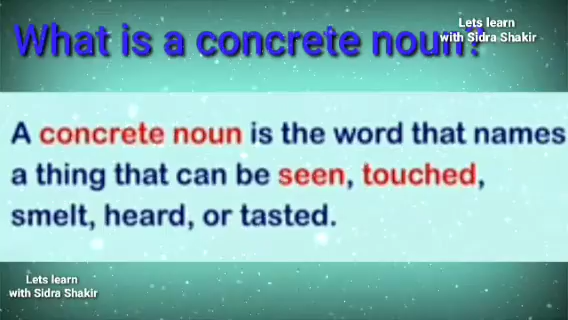 What is a concrete noun?
Lets learn
with Sidra Shakir
A concrete noun is the word that names
a thing that can be seen, touched,
smelt, heard, or tasted.
Lets learn
with Sidra Shakir